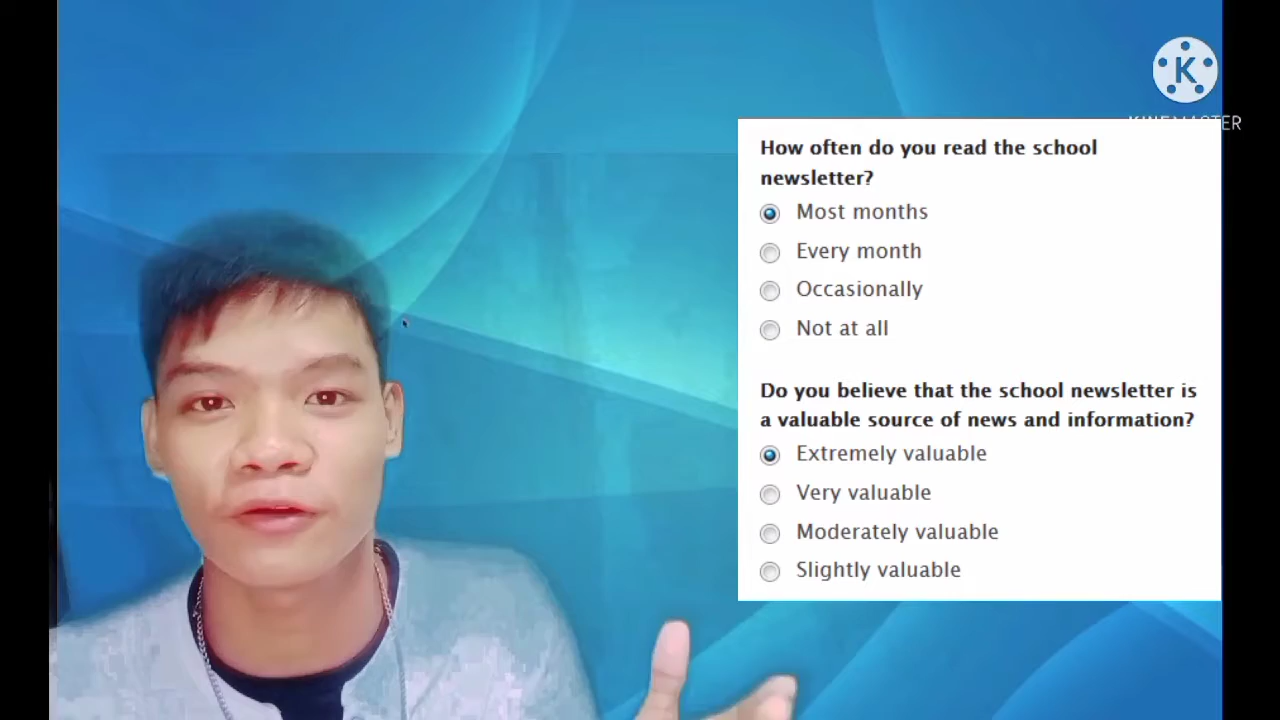 K
KINEMASTER
How often do you read the school
newsletter?
Most months
Every month
Occasionally
Not at all
Do you believe that the school newsletter is
a valuable source of news and information?
Extremely valuable
Very valuable
Moderately valuable
Slightly valuable